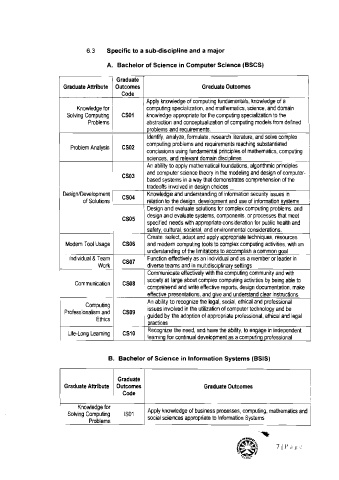 6.3 Specific to a sub-discipline and a major
A. Bachelor of Science in Computer Science (BSCS)
Graduate Attribute
Graduate
Outcomes
Code
Graduate Outcomes
Knowledge for
Solving Computing
Problems
CS01
Apply knowledge of computing fundamentals, knowledge of a
computing specialization, and mathematics, science, and domain
knowledge appropriate for the computing specialization to the
abstraction and conceptualization of computing models from defined
problems and requirements.
Problem Analysis
CS02
Identify, analyze, formulate, research literature, and solve complex
computing problems and requirements reaching substantiated
conclusions using fundamental principles of mathematics, computing
sciences, and relevant domain disciplines
Design/Development
of Solutions
CS03
An ability to apply mathematical foundations, algorithmic principles
and computer science theory in the modeling and design of computer-
based systems in a way that demonstrates comprehension of the
tradeoffs involved in design choices
CS04
Knowledge and understanding of information security issues in
relation to the design, development and use of information systems
CS05
Design and evaluate solutions for complex computing problems, and
design and evaluate systems, components, or processes that meet
specified needs with appropriate consideration for public health and
safety, cultural, societal, and environmental considerations.
Modern Tool Usage
CS06
Create, select, adapt and apply appropriate techniques, resources
and modern computing tools to complex computing activities, with an
understanding of the limitations to accomplish a common goal
Individual & Team
Work
CS07
Function effectively as an individual and as a member or leader in
diverse teams and in multidisciplinary settings
Communication
CS08
Communicate effectively with the computing community and with
society at large about complex computing activities by being able to
comprehend and write effective reports, design documentation, make
effective presentations, and give and understand clear instructions
Computing
Professionalism and
Ethics
CS09
An ability to recognize the legal, social, ethical and professional
issues involved in the utilization of computer technology and be
guided by the adoption of appropriate professional, ethical and legal
practices
Life-Long Learning
CS10
Recognize the need, and have the ability, to engage in independent
learning for continual development as a computing professional
B. Bachelor of Science in Information Systems (BSIS)
Graduate Attribute
Graduate
Outcomes
Code
Graduate Outcomes
Knowledge for
Solving Computing
Problems
IS01
Apply knowledge of business processes, computing, mathematics and
social sciences appropriate to Information Systems
7 | P a g e